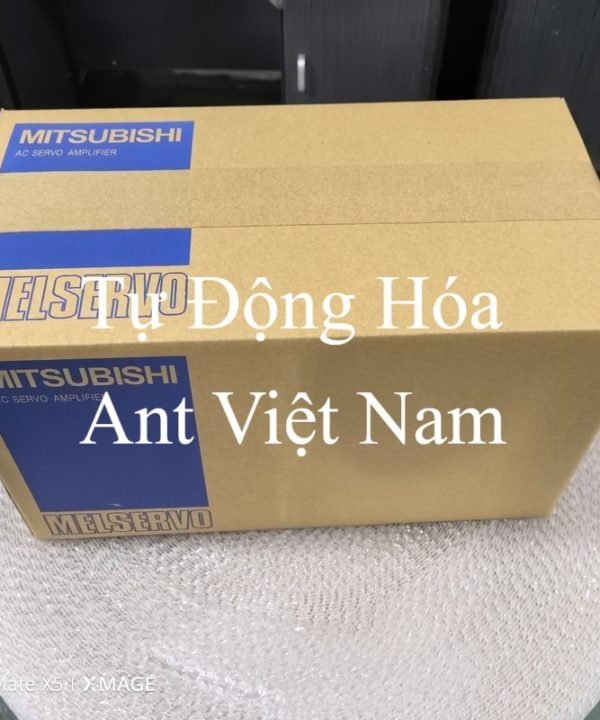 MITSUBISHI
AC SERVO AMPLIFIER
MELSERVO
Tự Động Hóa
MITSUBISHI
AC SERVO AMPLIFIER
Ant Việt Nam
MELSERVO
Mate X5 | XMAGE